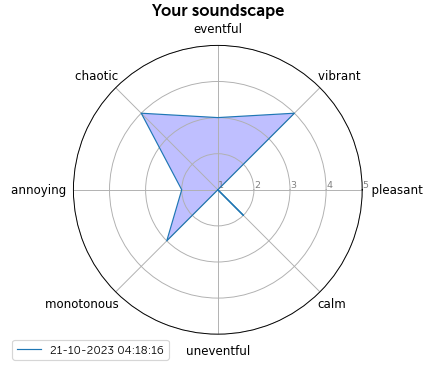 Your soundscape
eventful
chaotic
vibrant
annoying
1 2 3 4 5
pleasant
monotonous
calm
21-10-2023 04:18:16
uneventful